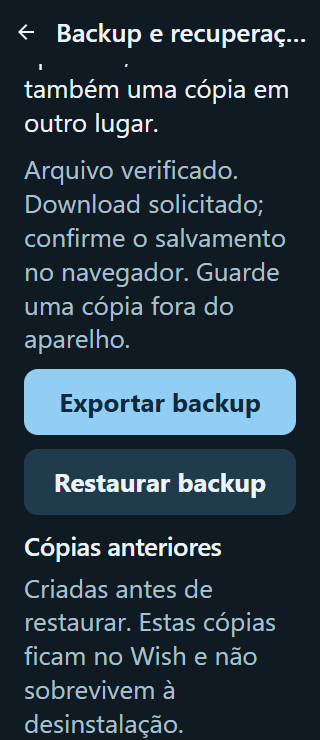 Backup e recuperaç...
também uma cópia em
outro lugar.
Arquivo verificado.
Download solicitado;
confirme o salvamento
no navegador. Guarde
uma cópia fora do
aparelho.
Exportar backup
Restaurar backup
Cópias anteriores
Criadas antes de
restaurar. Estas cópias
ficam no Wish e não
sobrevivem à
desinstalação.